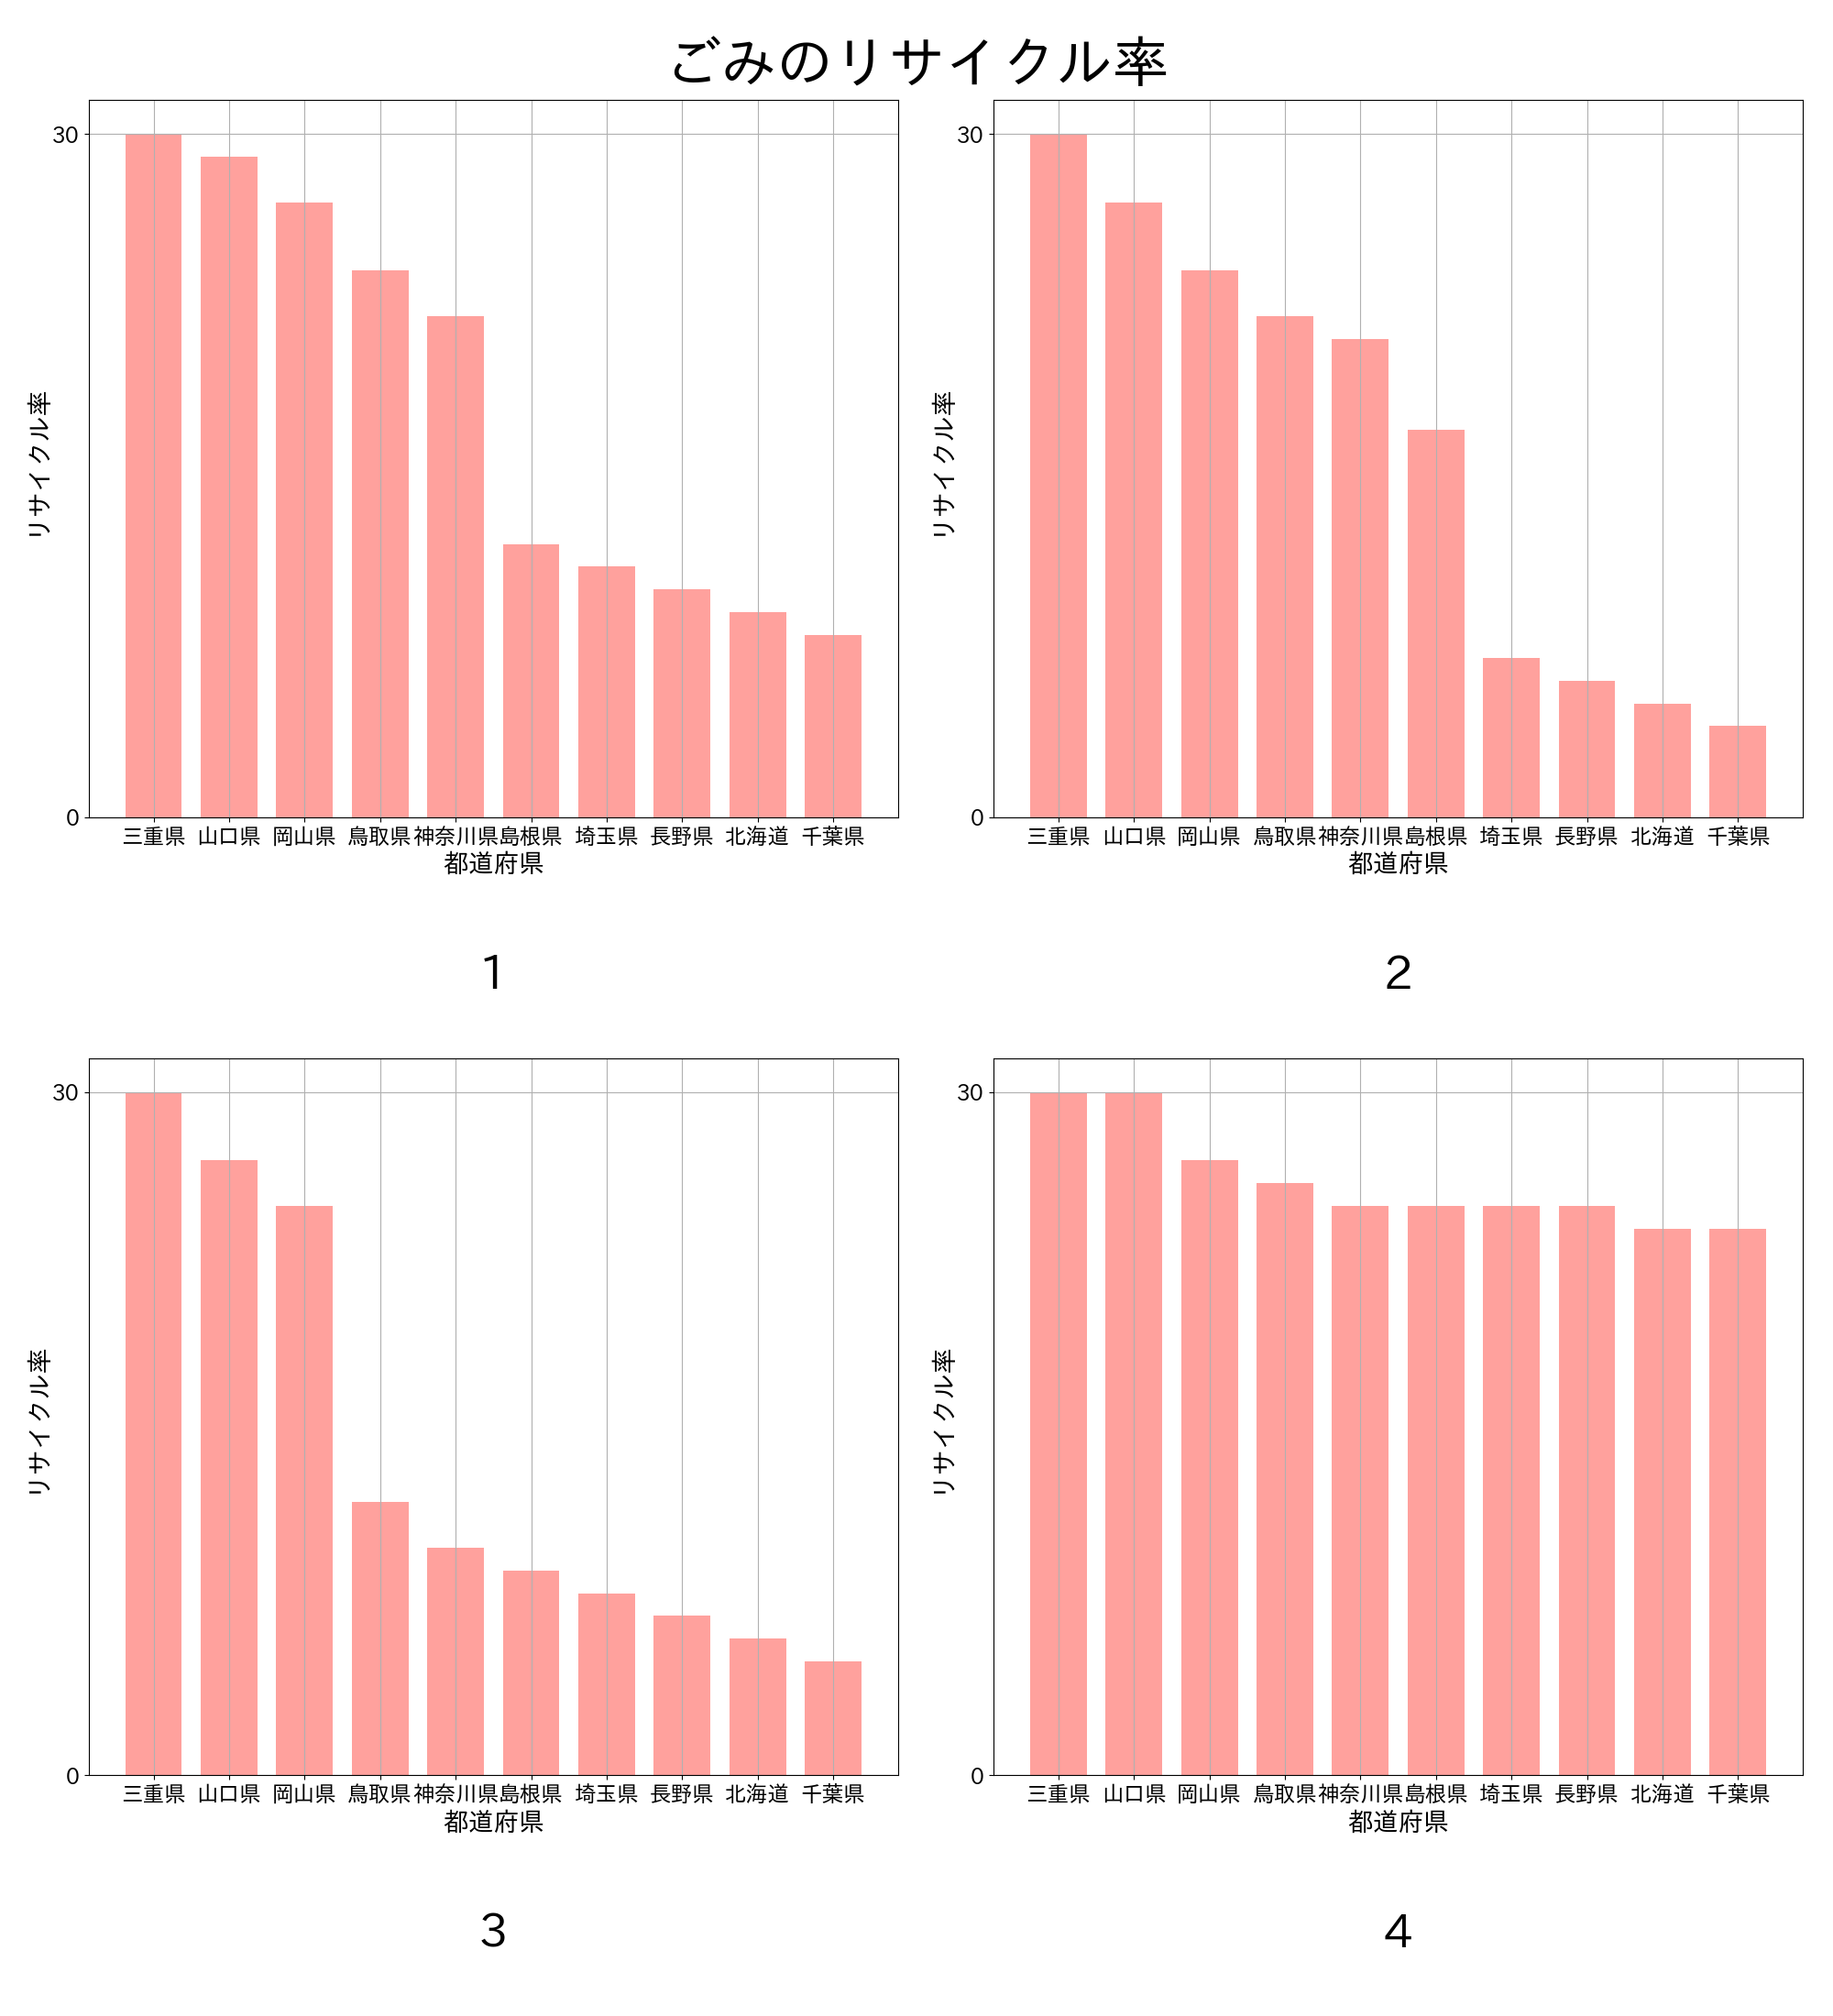 ごみのリサイクル率
30
0
リサイクル率
三重県 山口県 岡山県 鳥取県 神奈川県 島根県 埼玉県 長野県 北海道 千葉県
都道府県
1
30
0
リサイクル率
三重県 山口県 岡山県 鳥取県 神奈川県 島根県 埼玉県 長野県 北海道 千葉県
都道府県
2
30
0
リサイクル率
三重県 山口県 岡山県 鳥取県 神奈川県 島根県 埼玉県 長野県 北海道 千葉県
都道府県
3
30
0
リサイクル率
三重県 山口県 岡山県 鳥取県 神奈川県 島根県 埼玉県 長野県 北海道 千葉県
都道府県
4